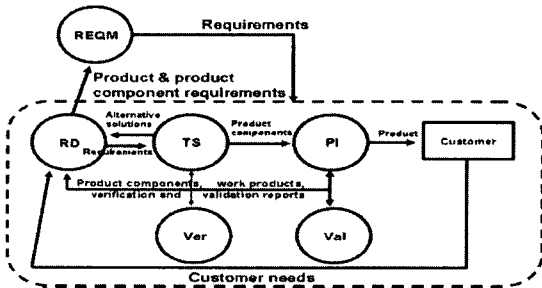 REQM
Requirements
Product & product
component requirements
Alternative
solutions
Product
components
Product
RD
TS
PI
Customer
Requirements
Product components, work products,
verification and validation reports
Ver
Val
Customer needs